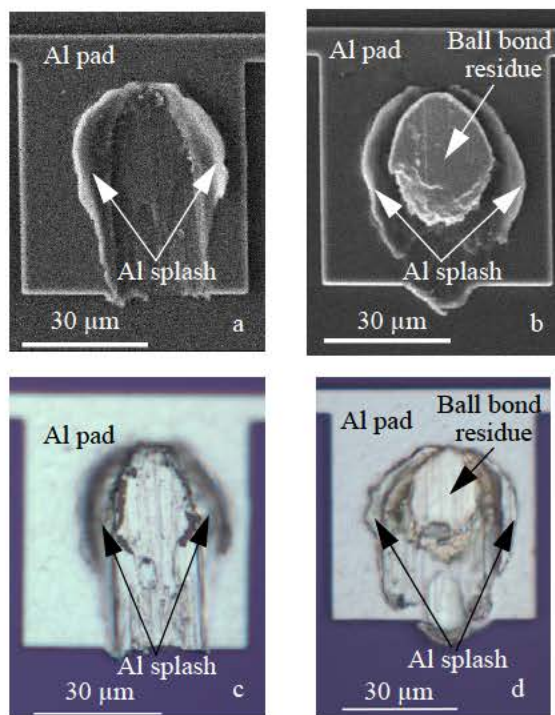 Al pad
Al splash
30 µm
a
Al pad
Ball bond
residue
Al splash
30 µm
b
Al pad
Al splash
30 µm
c
Al pad
Ball bond
residue
Al splash
30 µm
d